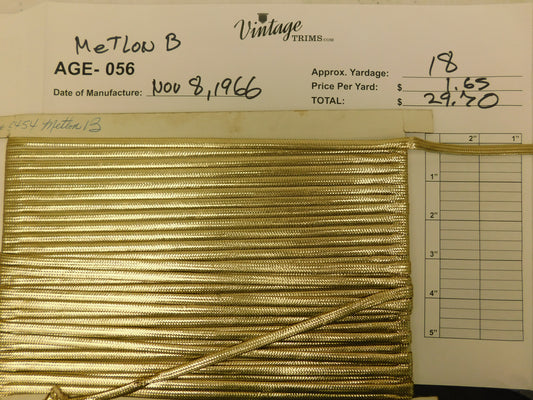 Vintage
TRIMS.COM
MeTLON B
AGE- 056
Date of Manufacture: Nov 8, 1966
Approx. Yardage: 18
Price Per Yard: $ 1.65
TOTAL: $ 29.70
5454 Metlon B
2" 1"
1"
2"
3"
4"
5"